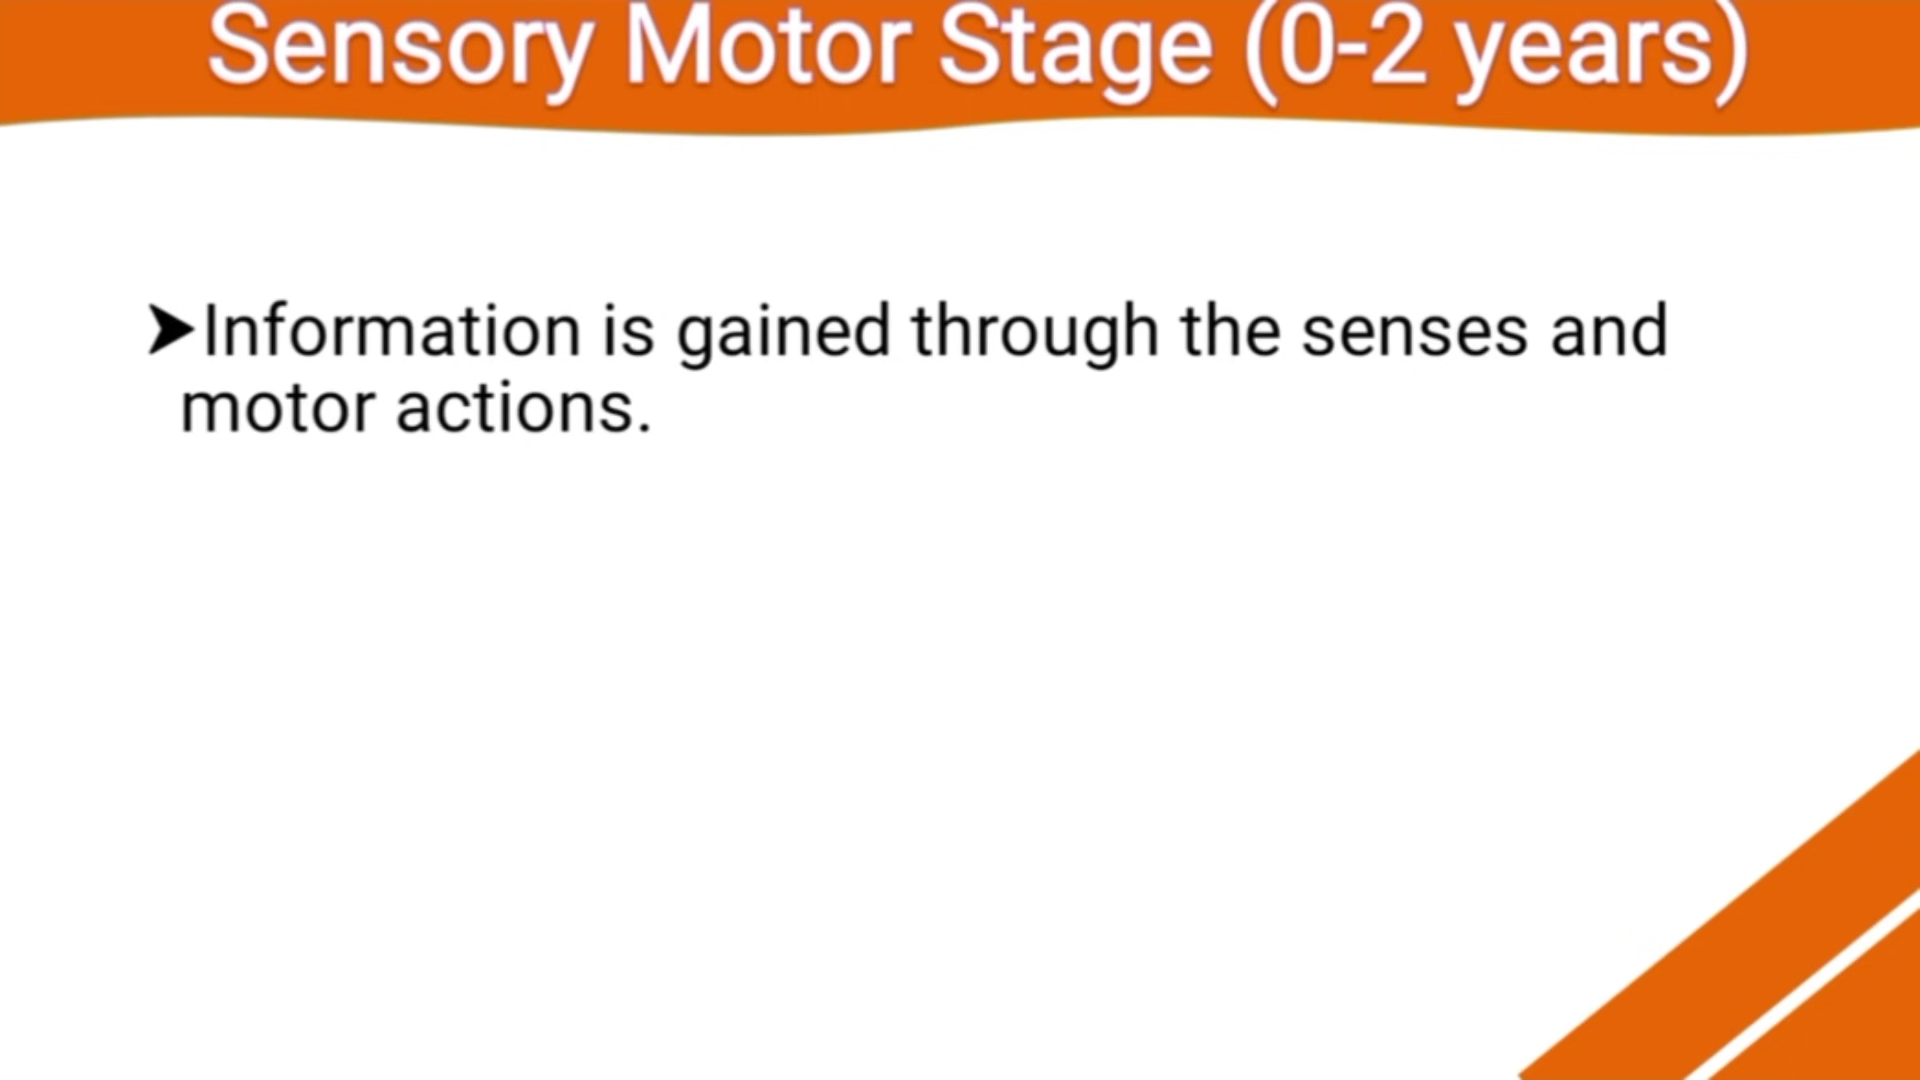 Sensory Motor Stage (0-2 years)
➤Information is gained through the senses and
motor actions.